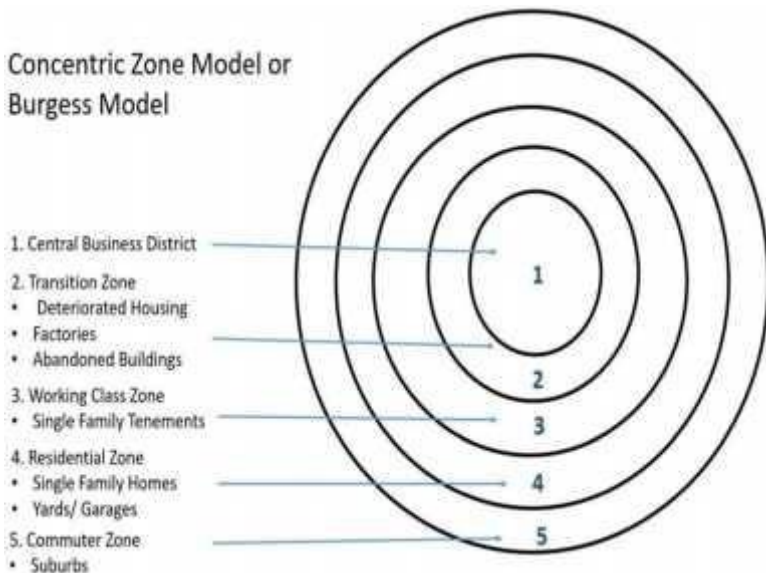 Concentric Zone Model or
Burgess Model
1. Central Business District
2. Transition Zone
• Deteriorated Housing
• Factories
• Abandoned Buildings
3. Working Class Zone
• Single Family Tenements
4. Residential Zone
• Single Family Homes
• Yards/ Garages
5. Commuter Zone
• Suburbs
1
2
3
4
5